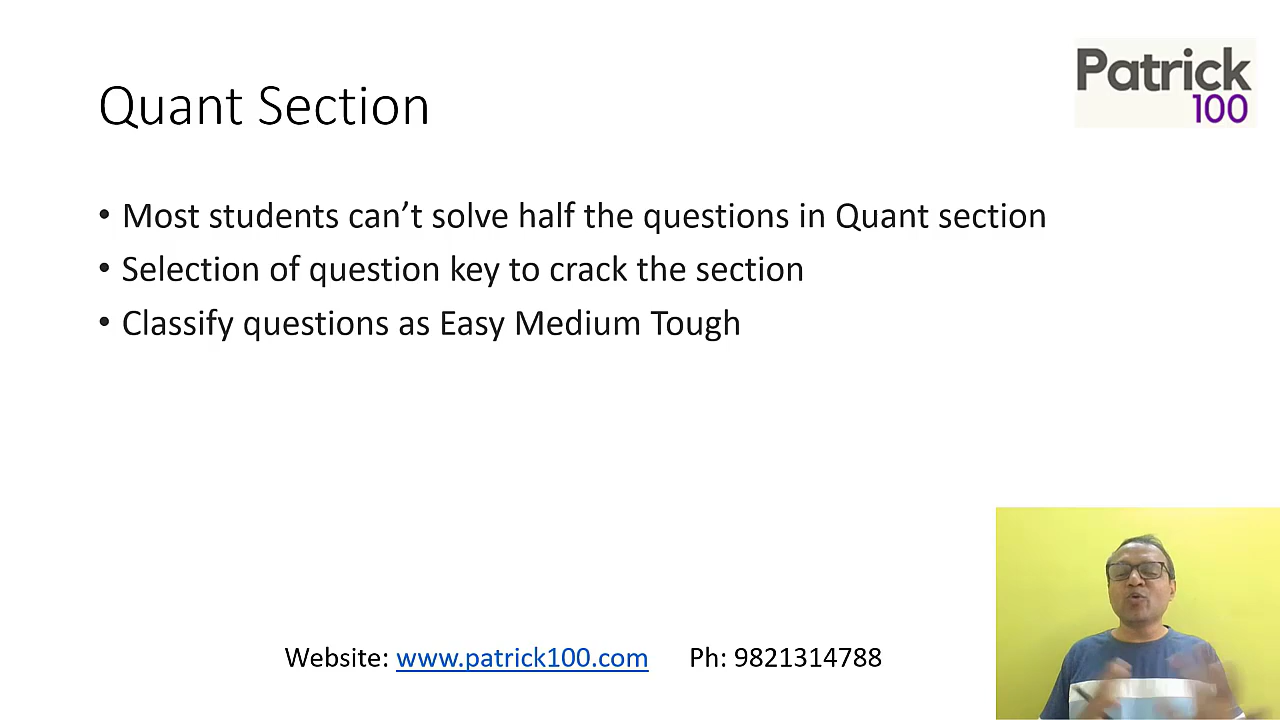 Patrick
100
Quant Section
• Most students can’t solve half the questions in Quant section
• Selection of question key to crack the section
• Classify questions as Easy Medium Tough
Website: www.patrick100.com Ph: 9821314788